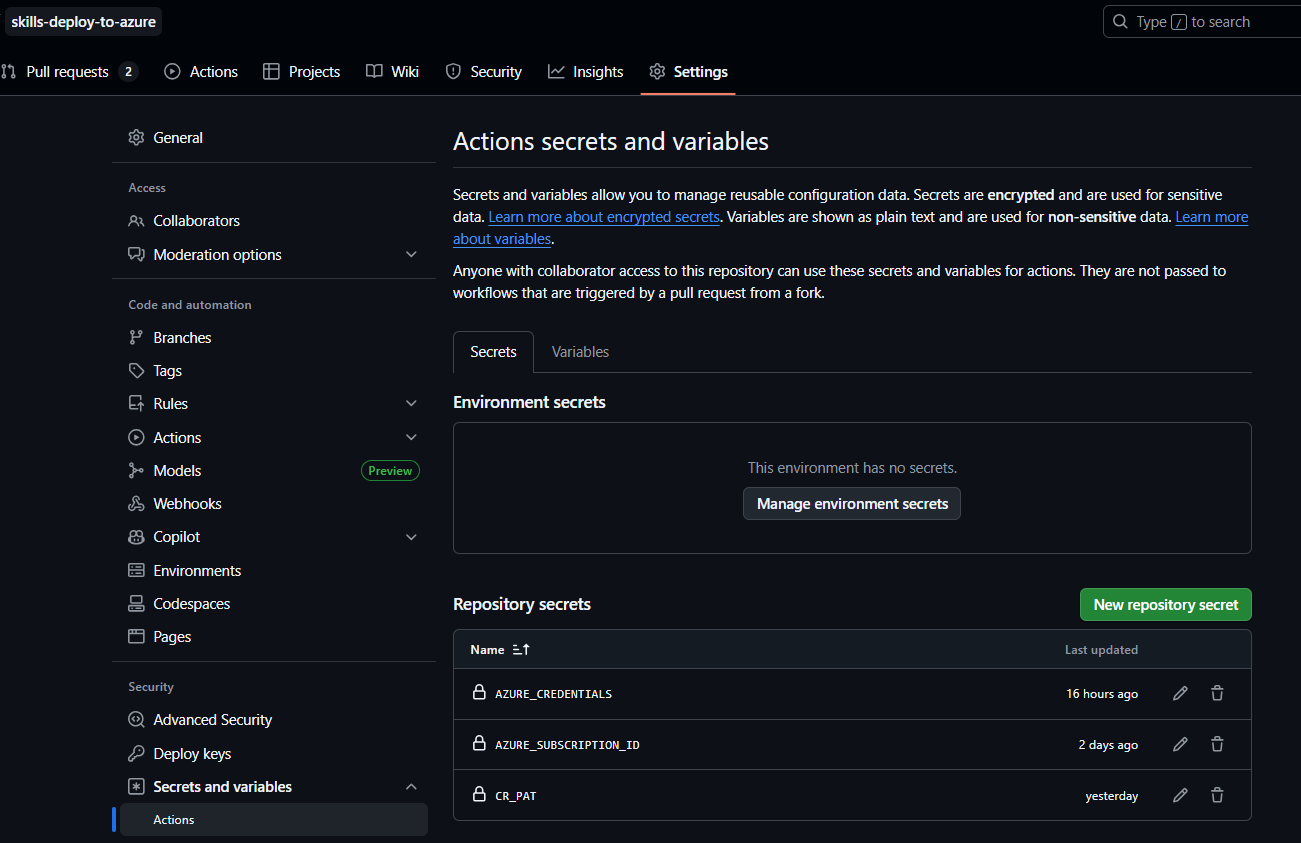 skills-deploy-to-azure
Type / to search
Pull requests 2 Actions Projects Wiki Security Insights Settings
General
Access
Collaborators
Moderation options
Code and automation
Branches
Tags
Rules
Actions
Models Preview
Webhooks
Copilot
Environments
Codespaces
Pages
Security
Advanced Security
Deploy keys
Secrets and variables
Actions
Actions secrets and variables
Secrets and variables allow you to manage reusable configuration data. Secrets are encrypted and are used for sensitive
data. Learn more about encrypted secrets. Variables are shown as plain text and are used for non-sensitive data. Learn more
about variables.
Anyone with collaborator access to this repository can use these secrets and variables for actions. They are not passed to
workflows that are triggered by a pull request from a fork.
Secrets Variables
Environment secrets
This environment has no secrets.
Manage environment secrets
Repository secrets New repository secret
Name Last updated
AZURE_CREDENTIALS 16 hours ago
AZURE_SUBSCRIPTION_ID 2 days ago
CR_PAT yesterday